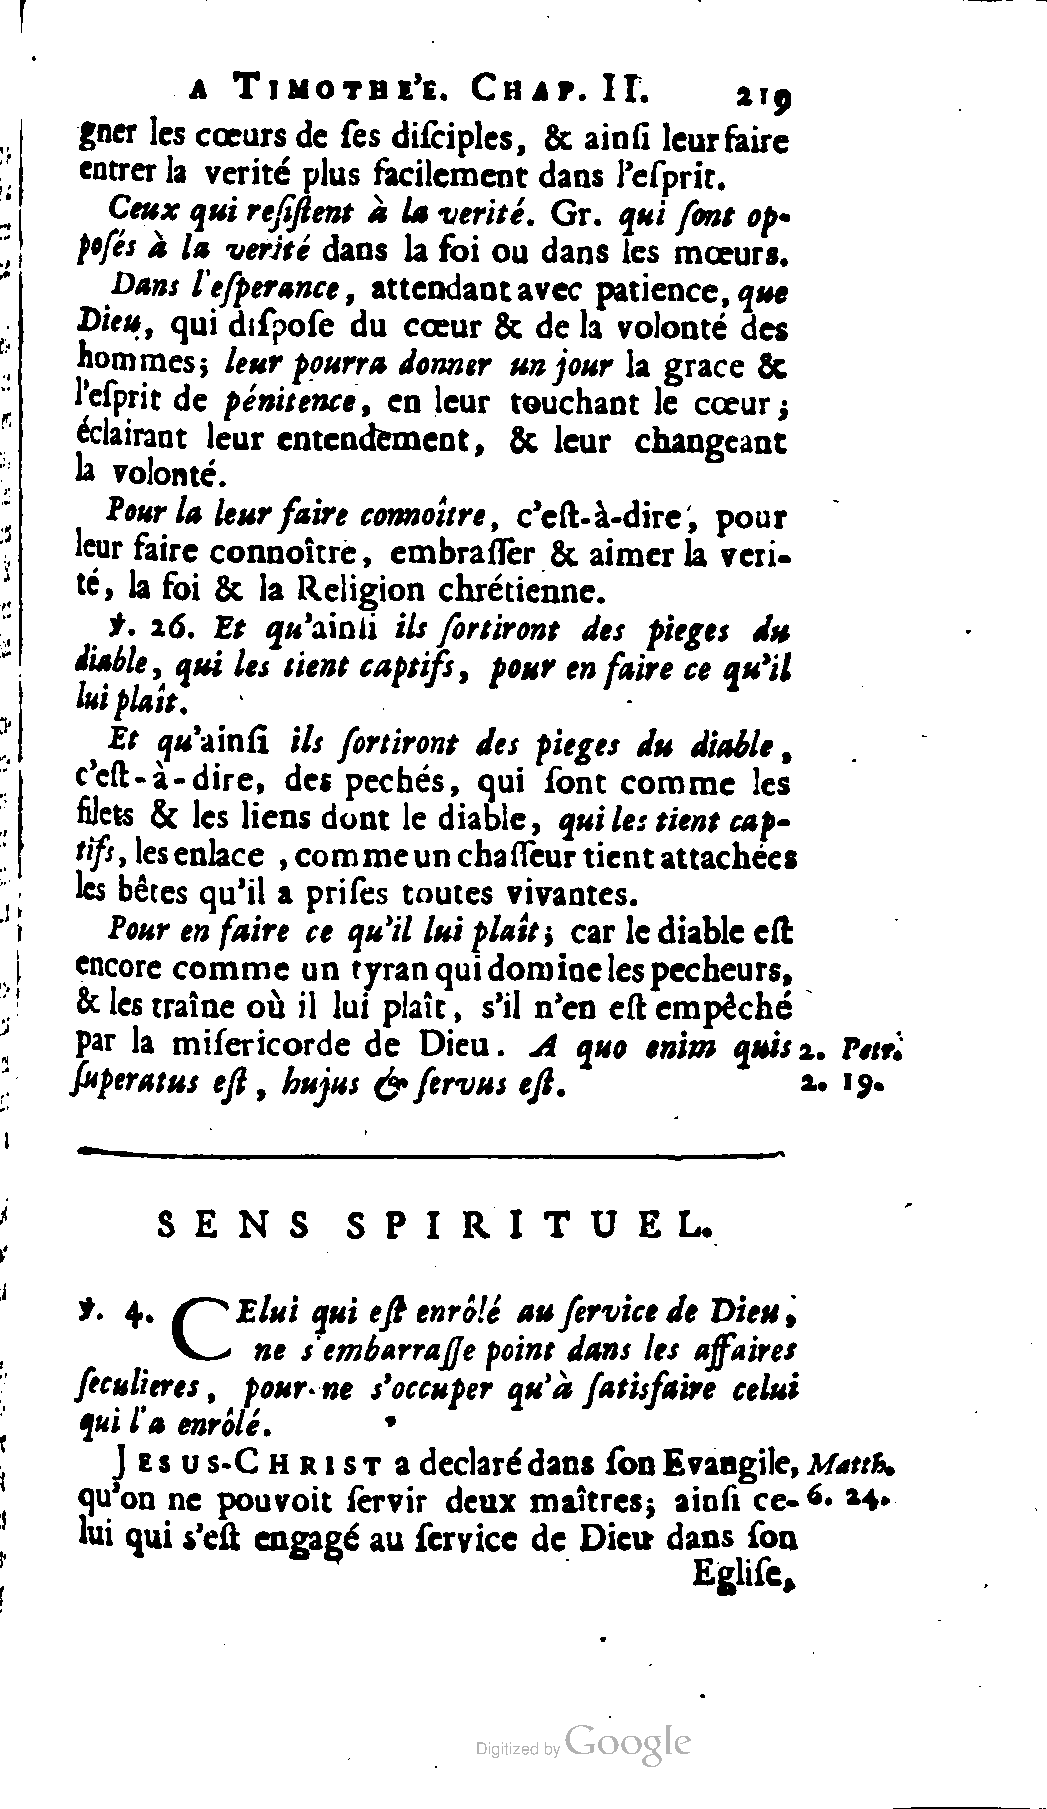 A TIMOTHE'E. CHAP. II. 219
gner les cœurs de ſes diſciples, & ainſi leur faire
entrer la verité plus facilement dans l'eſprit.
Ceux qui reſiſtent à la verité. Gr. qui ſont op-
poſés à la verité dans la foi ou dans les mœurs.
Dans l'eſperance, attendant avec patience, que
Dieu, qui diſpoſe du cœur & de la volonté des
hommes; leur pourra donner un jour la grace &
l'eſprit de pénitence, en leur touchant le cœur;
éclairant leur entendement, & leur changeant
la volonté.
Pour la leur faire connoître, c'eſt-à-dire, pour
leur faire connoître, embraſſer & aimer la veri-
té, la foi & la Religion chrétienne.
℣. 26. Et qu'ainſi ils ſortiront des pieges du
diable, qui les tient captifs, pour en faire ce qu'il
lui plaît.
Et qu'ainſi ils ſortiront des pieges du diable,
c'eſt-à-dire, des pechés, qui ſont comme les
filets & les liens dont le diable, qui les tient cap-
tifs, les enlace, comme un chaſſeur tient attachées
les bêtes qu'il a priſes toutes vivantes.
Pour en faire ce qu'il lui plaît; car le diable eſt
encore comme un tyran qui domine les pecheurs,
& les traîne où il lui plaît, s'il n'en eſt empêché
par la miſericorde de Dieu. A quo enim quis 2. Petr.
ſuperatus eſt, hujus & ſervus eſt. 2. 19.
SENS SPIRITUEL.
℣. 4. CElui qui eſt enrôlé au ſervice de Dieu,
ne s'embarraſſe point dans les affaires
ſeculieres, pour ne s'occuper qu'à ſatisfaire celui
qui l'a enrôlé.
JESUS-CHRIST a declaré dans ſon Evangile, Matth.
qu'on ne pouvoit ſervir deux maîtres; ainſi ce- 6. 24.
lui qui s'eſt engagé au ſervice de Dieu dans ſon
Egliſe,
Digitized by Google